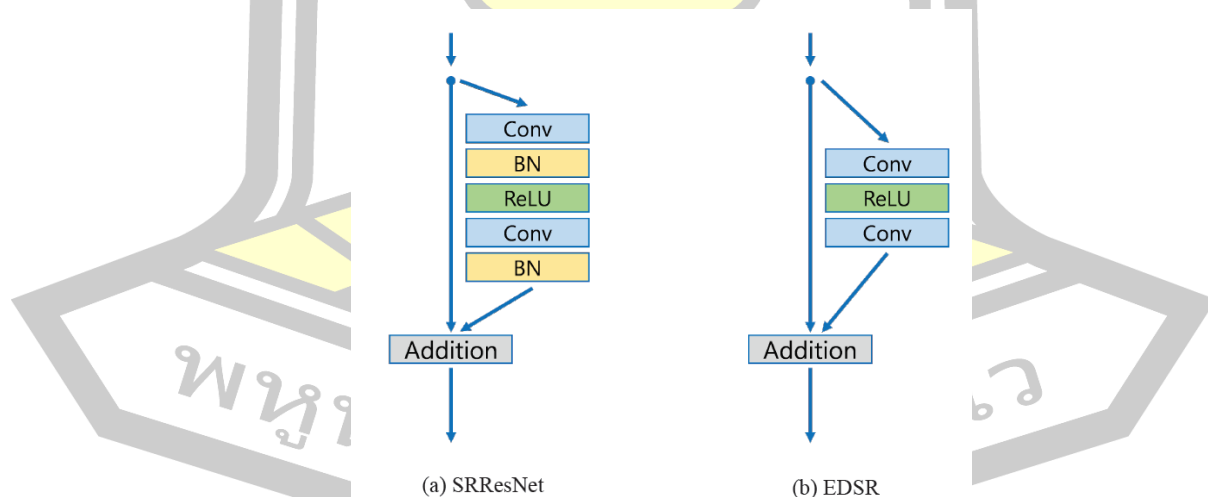 Conv
BN
ReLU
Conv
BN
Addition
(a) SRResNet
Conv
ReLU
Conv
Addition
(b) EDSR